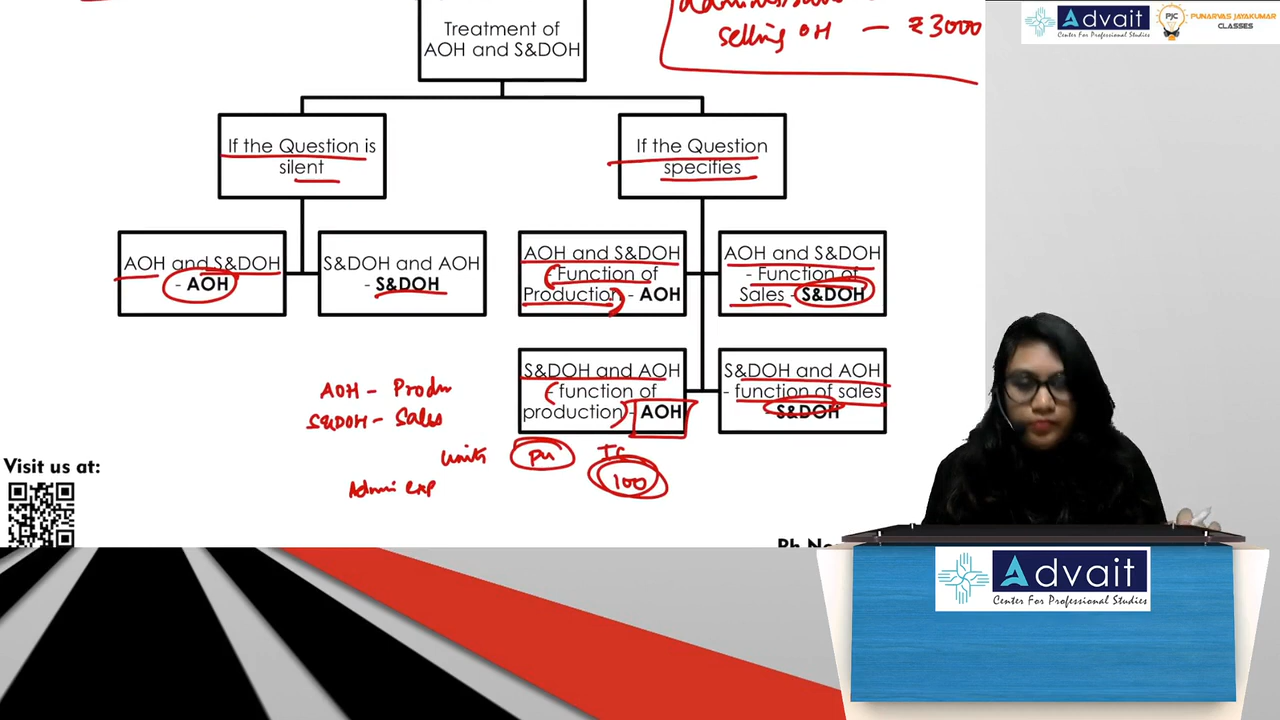 selling OH — ₹3000
Advait
Center For Professional Studies
PJC
PUNARVAS JAYAKUMAR
CLASSES
Treatment of
AOH and S&DOH
If the Question is
silent
If the Question
specifies
AOH and S&DOH
- AOH
S&DOH and AOH
- S&DOH
AOH and S&DOH
- Function of
Production) - AOH
AOH and S&DOH
- Function of
Sales - S&DOH
S&DOH and AOH
- function of
production) - AOH
S&DOH and AOH
- function of sales
- S&DOH
AOH - Produ
S&DOH - Sales
units PU TC
Admin exp 100
Visit us at:
Advait
Center For Professional Studies